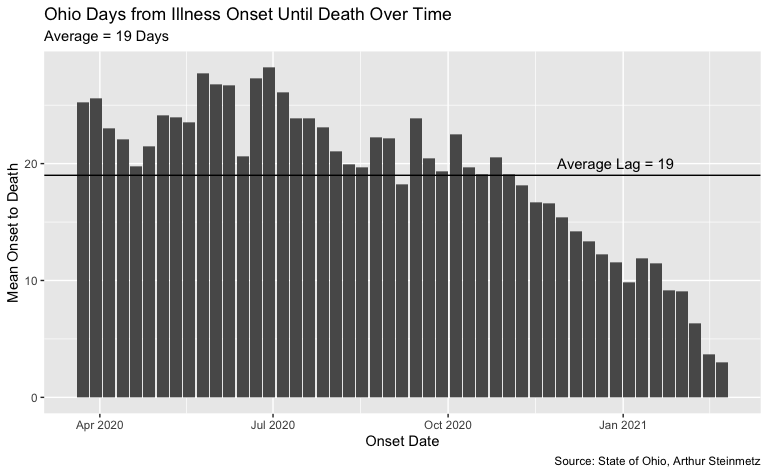 Ohio Days from Illness Onset Until Death Over Time
Average = 19 Days
Mean Onset to Death
20
10
0
Average Lag = 19
Apr 2020
Jul 2020
Oct 2020
Jan 2021
Onset Date
Source: State of Ohio, Arthur Steinmetz